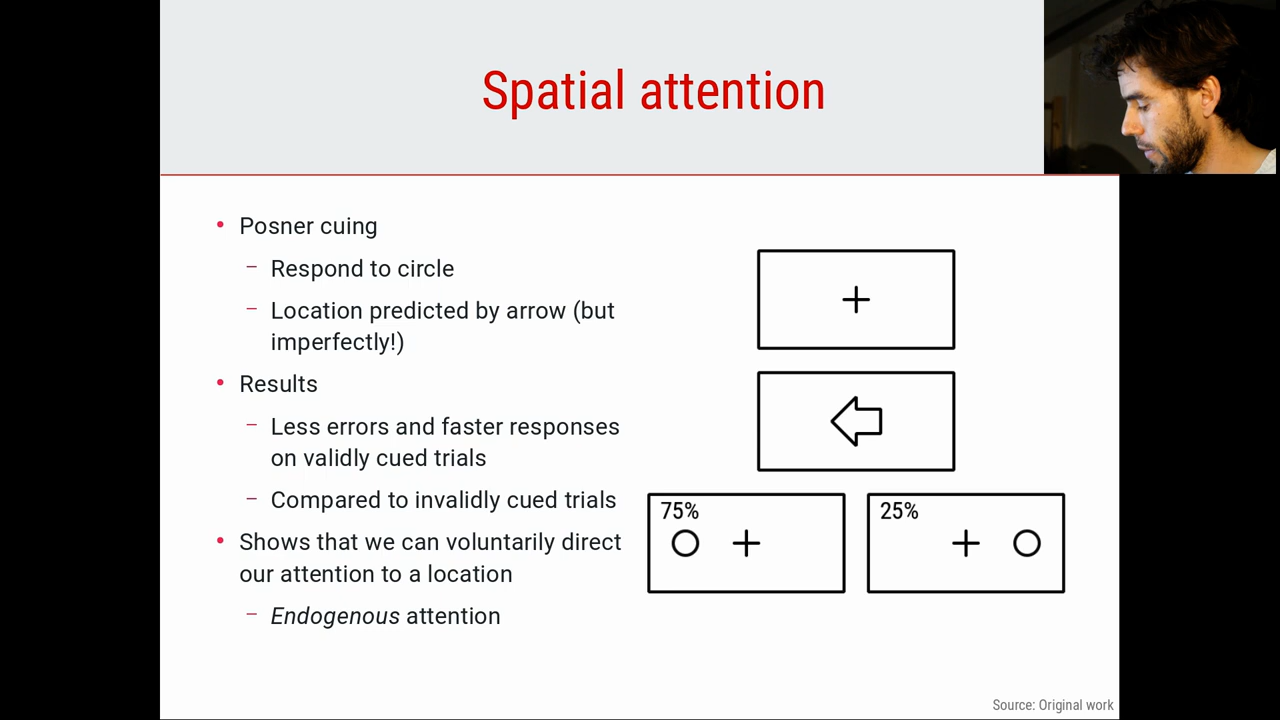 Spatial attention
• Posner cuing
– Respond to circle
– Location predicted by arrow (but
imperfectly!)
• Results
– Less errors and faster responses
on validly cued trials
– Compared to invalidly cued trials
• Shows that we can voluntarily direct
our attention to a location
– Endogenous attention
75%
25%
Source: Original work